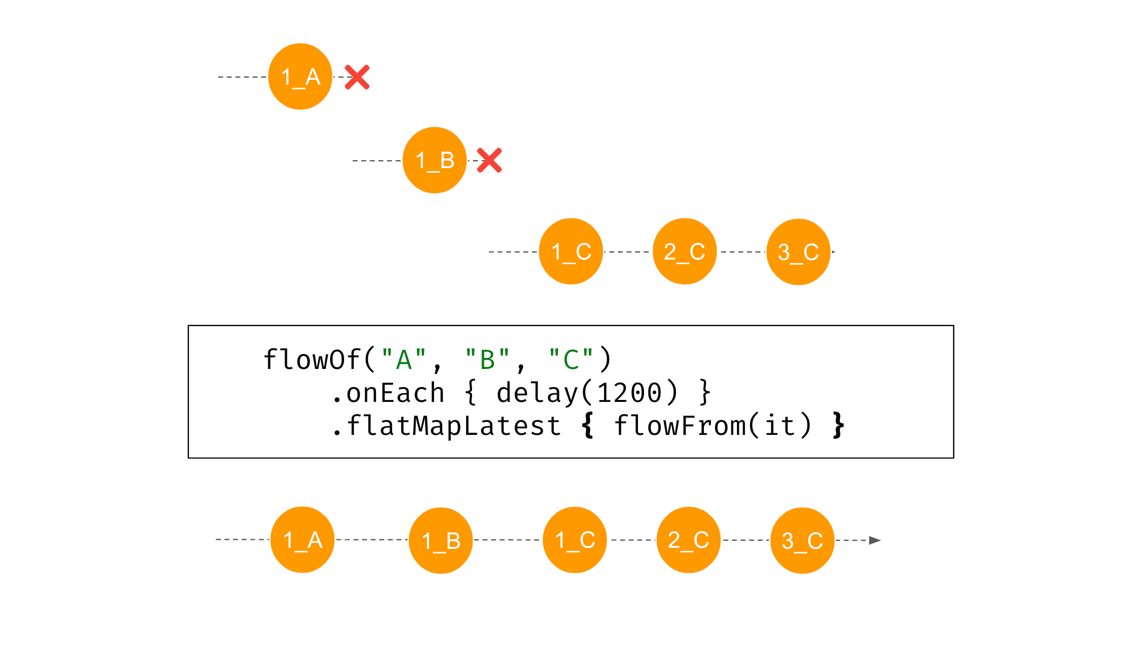 1_A
1_B
1_C 2_C 3_C
flowOf("A", "B", "C")
    .onEach { delay(1200) }
    .flatMapLatest { flowFrom(it) }
1_A 1_B 1_C 2_C 3_C